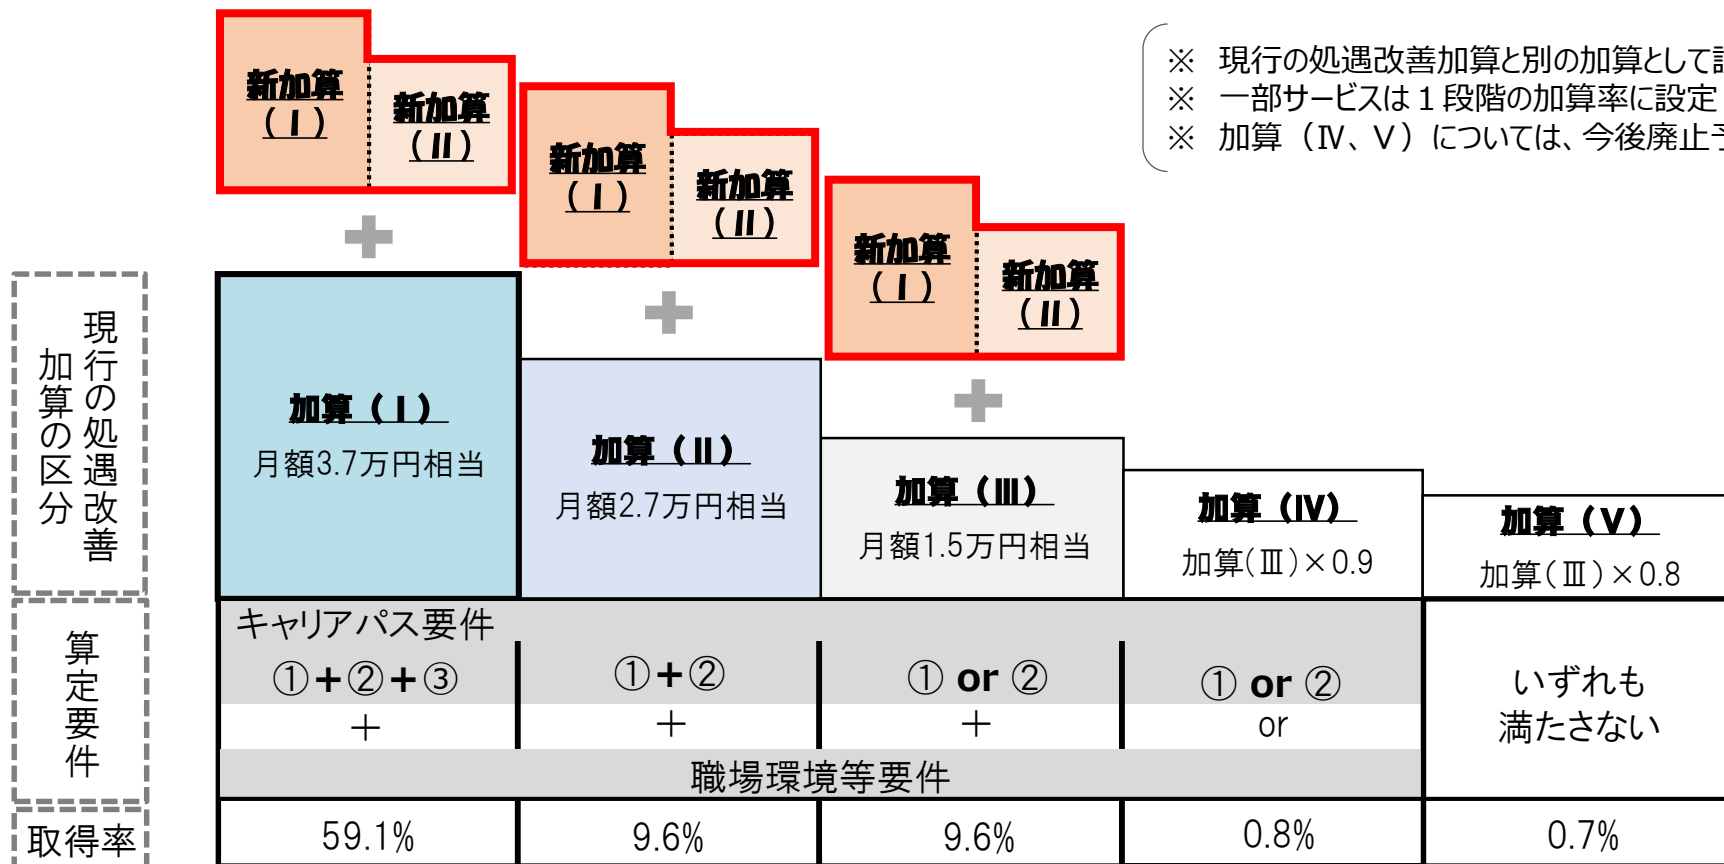 ※ 現行の処遇改善加算と別の加算として
※ 一部サービスは１段階の加算率に設定
※ 加算（Ⅳ、Ⅴ）については、今後廃止予
新加算
（Ⅰ）
新加算
（Ⅱ）
新加算
（Ⅰ）
新加算
（Ⅱ）
新加算
（Ⅰ）
新加算
（Ⅱ）
現行の処遇改善
加算の区分
加算（Ⅰ）
月額3.7万円相当
加算（Ⅱ）
月額2.7万円相当
加算（Ⅲ）
月額1.5万円相当
加算（Ⅳ）
加算(Ⅲ)×0.9
加算（Ⅴ）
加算(Ⅲ)×0.8
算定要件
キャリアパス要件
①+②+③
①+②
① or ②
① or ②
＋
＋
＋
or
職場環境等要件
いずれも
満たさない
取得率
59.1%
9.6%
9.6%
0.8%
0.7%